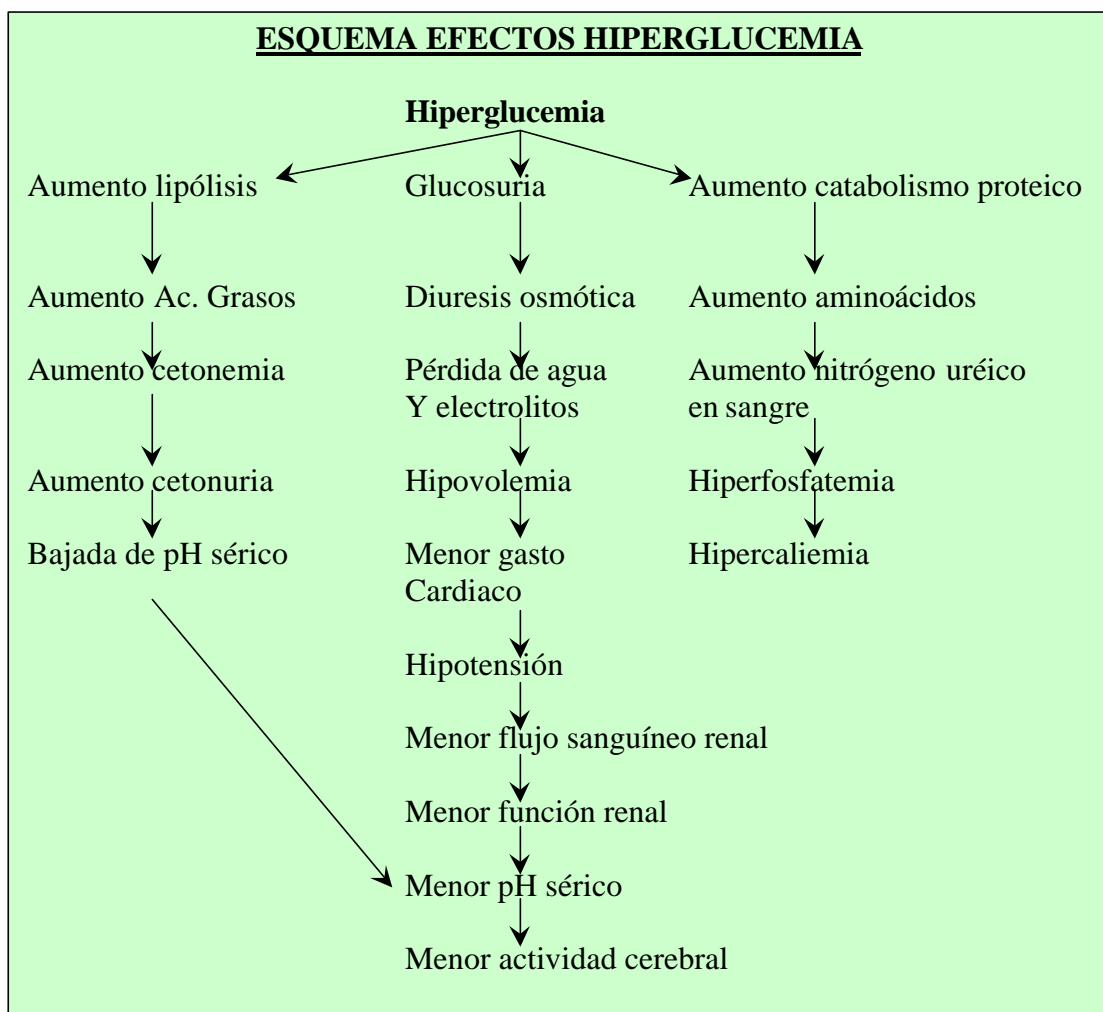 ESQUEMA EFECTOS HIPERGLUCEMIA
Hiperglucemia
Aumento lipólisis
Glucosuria
Aumento catabolismo proteico
Aumento Ac. Grasos
Diuresis osmótica
Aumento aminoácidos
Aumento cetonemia
Pérdida de agua
Y electrolitos
Aumento nitrógeno uréico
en sangre
Aumento cetonuria
Hipovolemia
Hiperfosfatemia
Bajada de pH sérico
Menor gasto
Cardiaco
Hipercaliemia
Hipotensión
Menor flujo sanguíneo renal
Menor función renal
Menor pH sérico
Menor actividad cerebral